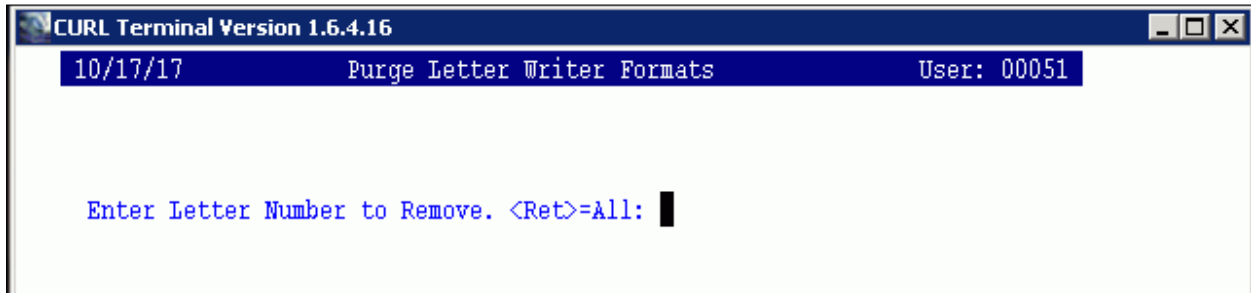 CURL Terminal Version 1.6.4.16
10/17/17 Purge Letter Writer Formats User: 00051
Enter Letter Number to Remove. <Ret>=All: